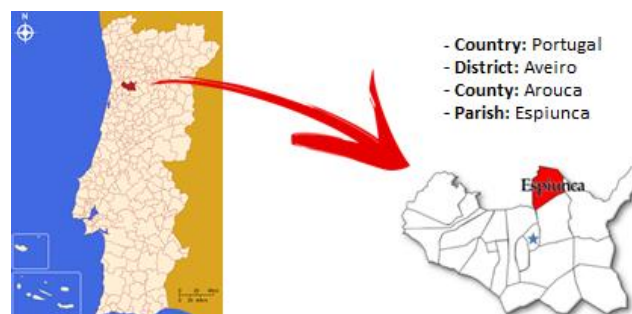 N
- Country: Portugal
- District: Aveiro
- County: Arouca
- Parish: Espiunca
Espiunca